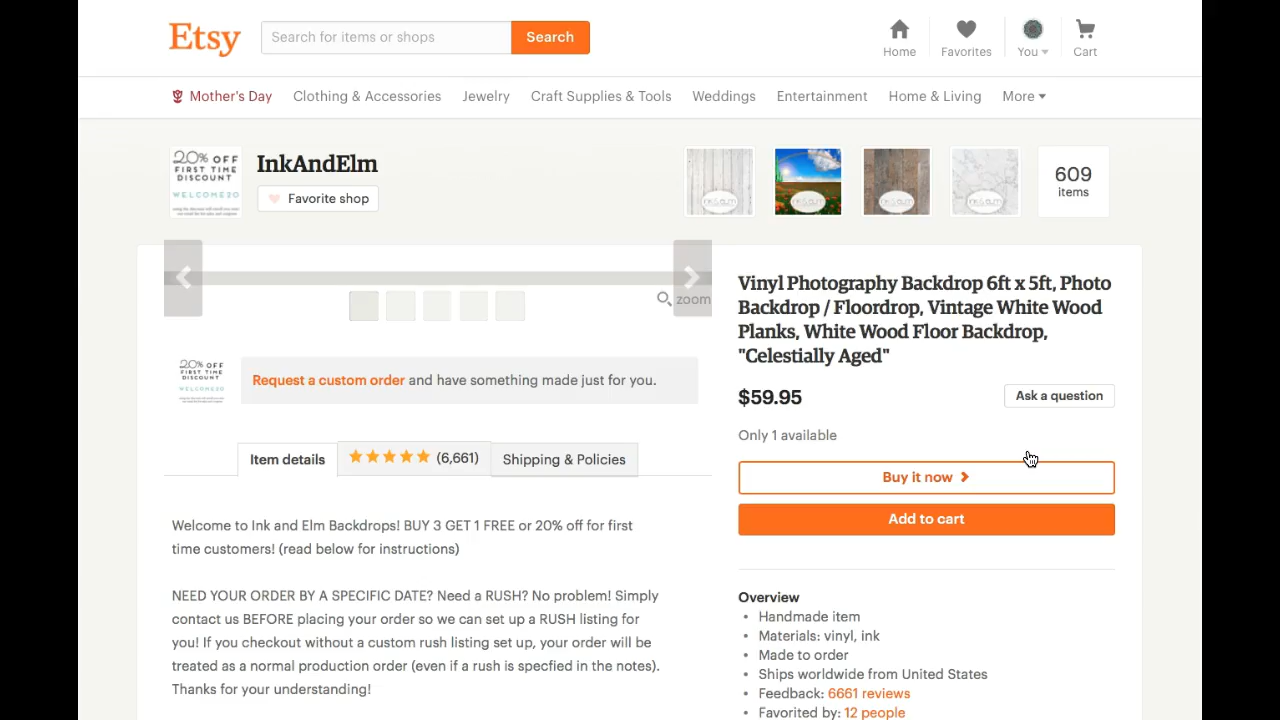 Etsy
Search for items or shops
Search
Home
Favorites
You
Cart
Mother's Day
Clothing & Accessories
Jewelry
Craft Supplies & Tools
Weddings
Entertainment
Home & Living
More
20% OFF
FIRST TIME
DISCOUNT
WELCOME20
InkAndElm
Favorite shop
609
items
zoom
20% OFF
FIRST TIME
DISCOUNT
WELCOME20
Request a custom order and have something made just for you.
Item details
(6,661)
Shipping & Policies
Welcome to Ink and Elm Backdrops! BUY 3 GET 1 FREE or 20% off for first
time customers! (read below for instructions)
NEED YOUR ORDER BY A SPECIFIC DATE? Need a RUSH? No problem! Simply
contact us BEFORE placing your order so we can set up a RUSH listing for
you! If you checkout without a custom rush listing set up, your order will be
treated as a normal production order (even if a rush is specfied in the notes).
Thanks for your understanding!
Vinyl Photography Backdrop 6ft x 5ft, Photo
Backdrop / Floordrop, Vintage White Wood
Planks, White Wood Floor Backdrop,
"Celestially Aged"
$59.95
Ask a question
Only 1 available
Buy it now
Add to cart
Overview
• Handmade item
• Materials: vinyl, ink
• Made to order
• Ships worldwide from United States
• Feedback: 6661 reviews
• Favorited by: 12 people